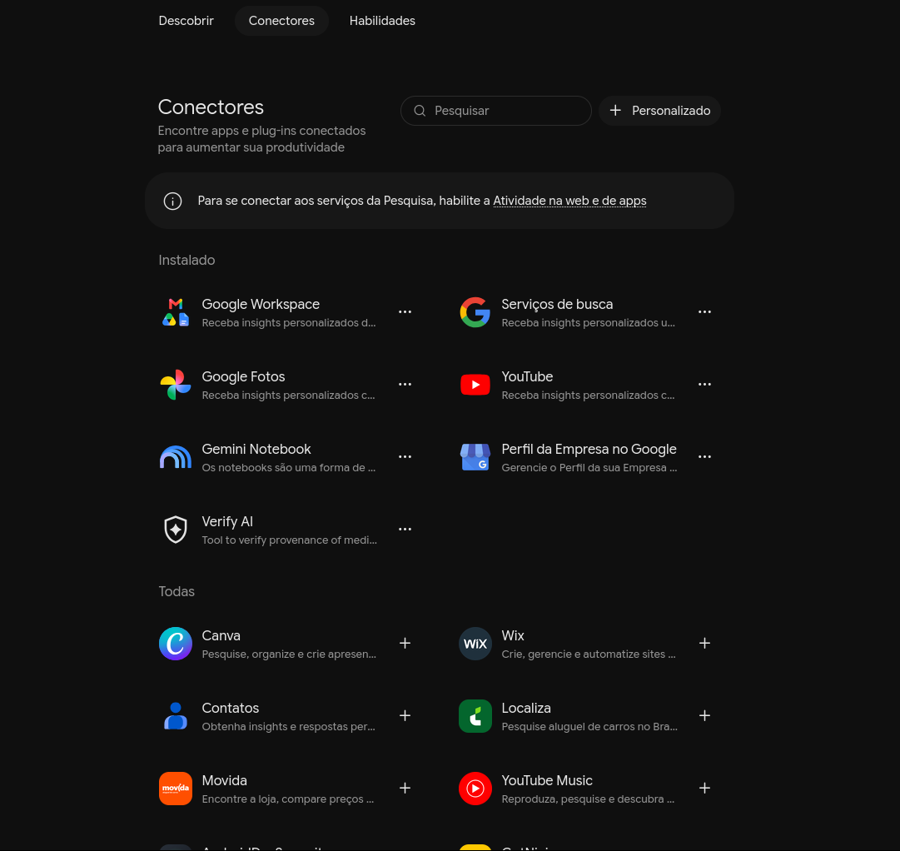 Descobrir
Conectores
Habilidades
Conectores
Encontre apps e plug-ins conectados
para aumentar sua produtividade
Pesquisar
Personalizado
Para se conectar aos serviços da Pesquisa, habilite a Atividade na web e de apps
Instalado
Google Workspace
Receba insights personalizados d...
Serviços de busca
Receba insights personalizados u...
Google Fotos
Receba insights personalizados c...
YouTube
Receba insights personalizados c...
Gemini Notebook
Os notebooks são uma forma de ...
Perfil da Empresa no Google
Gerencie o Perfil da sua Empresa ...
Verify AI
Tool to verify provenance of medi...
Todas
Canva
Pesquise, organize e crie apresen...
WiX
Wix
Crie, gerencie e automatize sites ...
Contatos
Obtenha insights e respostas per...
Localiza
Pesquise aluguel de carros no Bra...
movida
Movida
Encontre a loja, compare preços ...
YouTube Music
Reproduza, pesquise e descubra ...